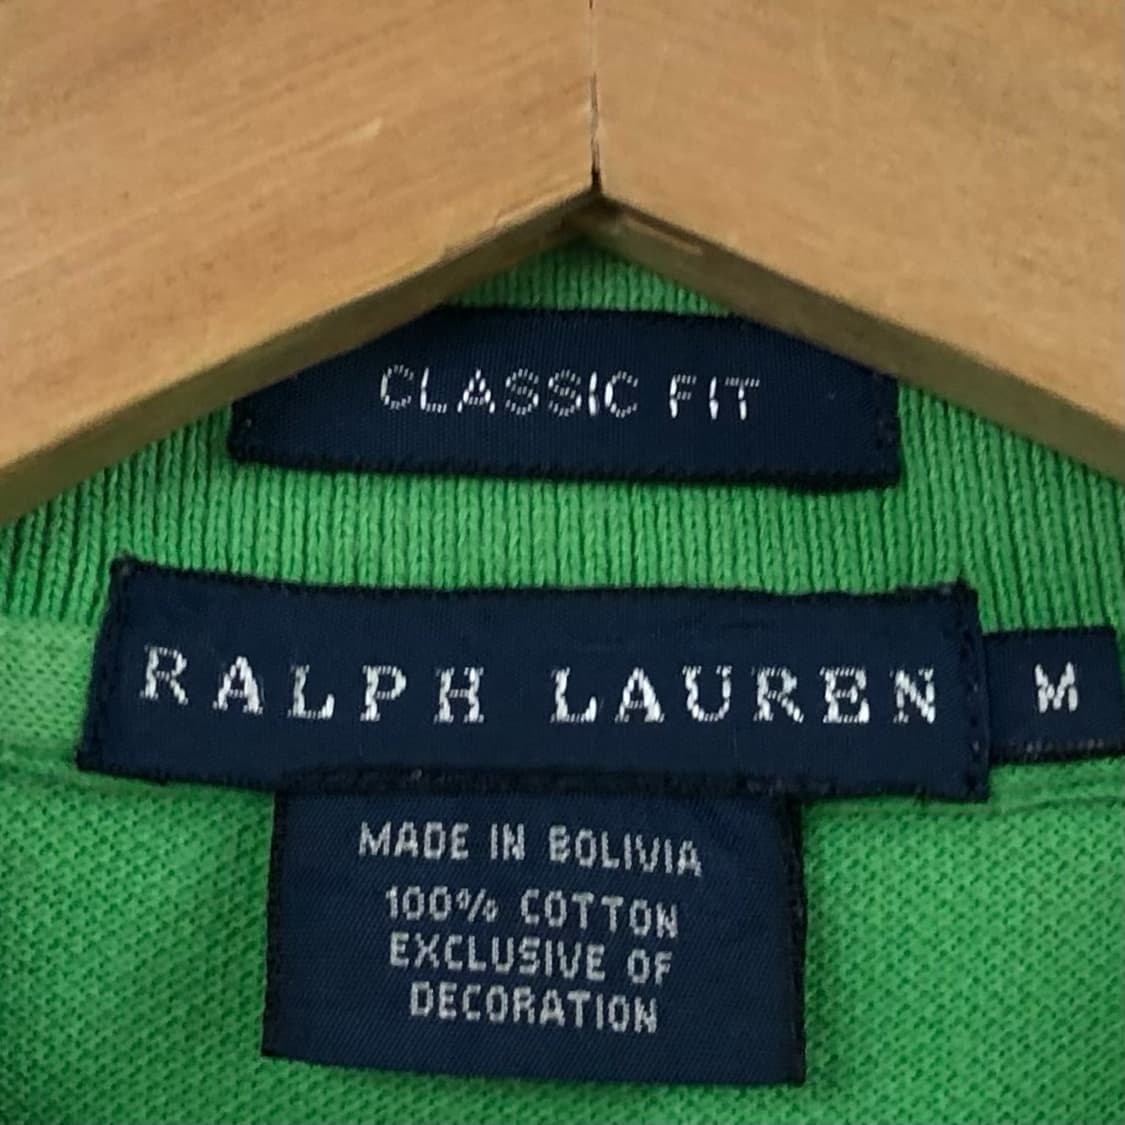 CLASSIC FIT
RALPH LAUREN
M
MADE IN BOLIVIA
100% COTTON
EXCLUSIVE OF
DECORATION